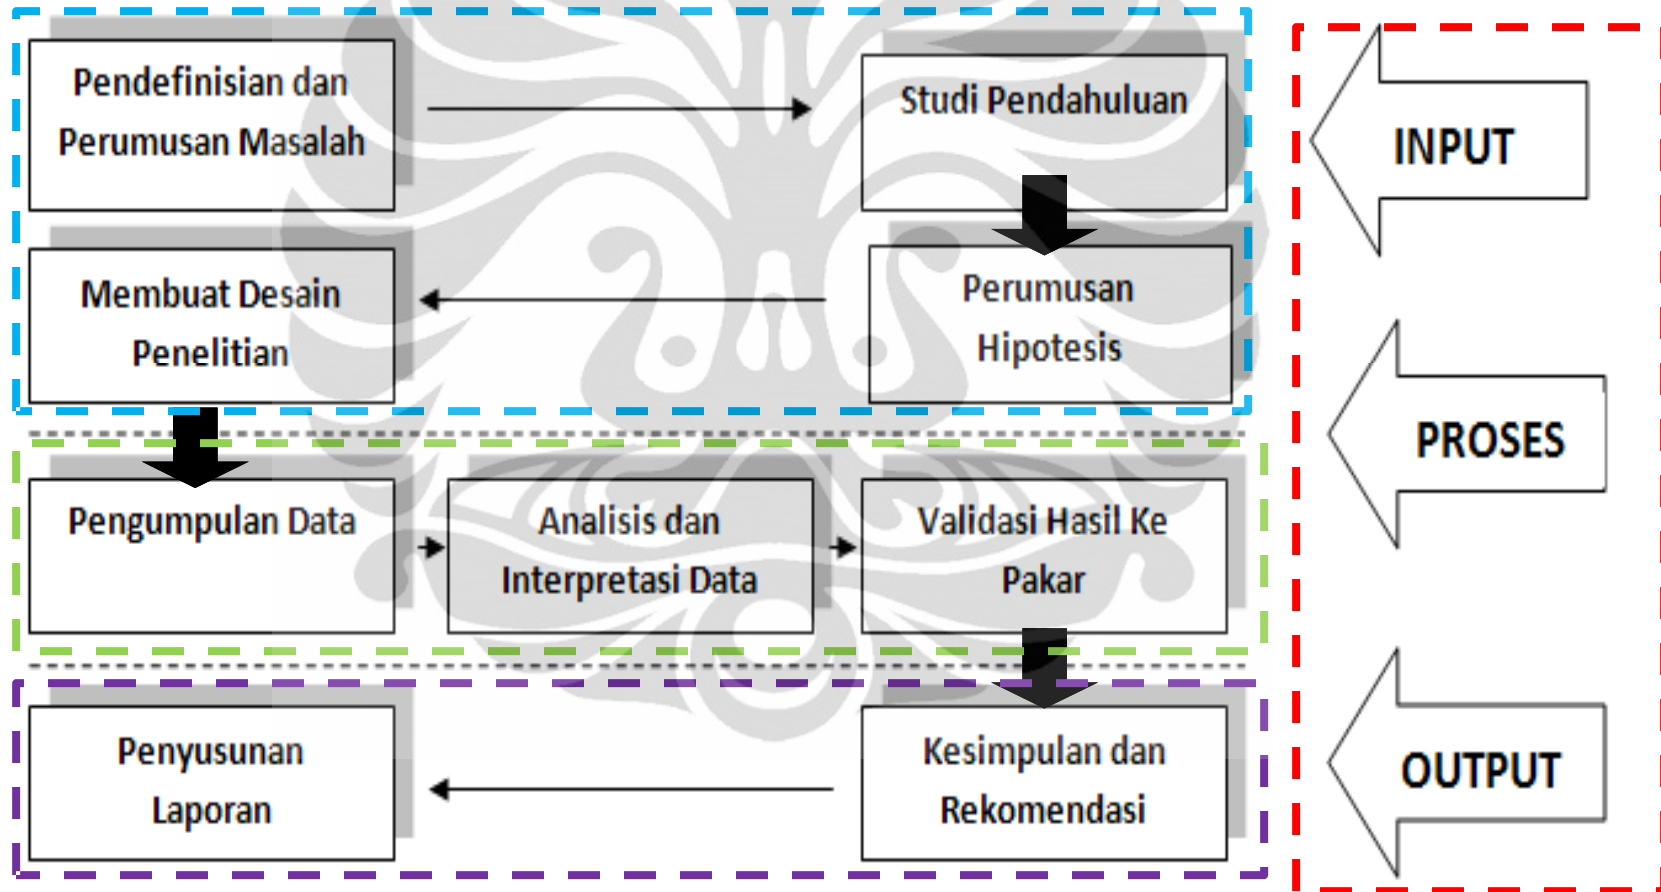 Pendefinisian dan
Perumusan Masalah
Studi Pendahuluan
INPUT
Membuat Desain
Penelitian
Perumusan
Hipotesis
PROSES
Pengumpulan Data
Analisis dan
Interpretasi Data
Validasi Hasil Ke
Pakar
Penyusunan
Laporan
Kesimpulan dan
Rekomendasi
OUTPUT